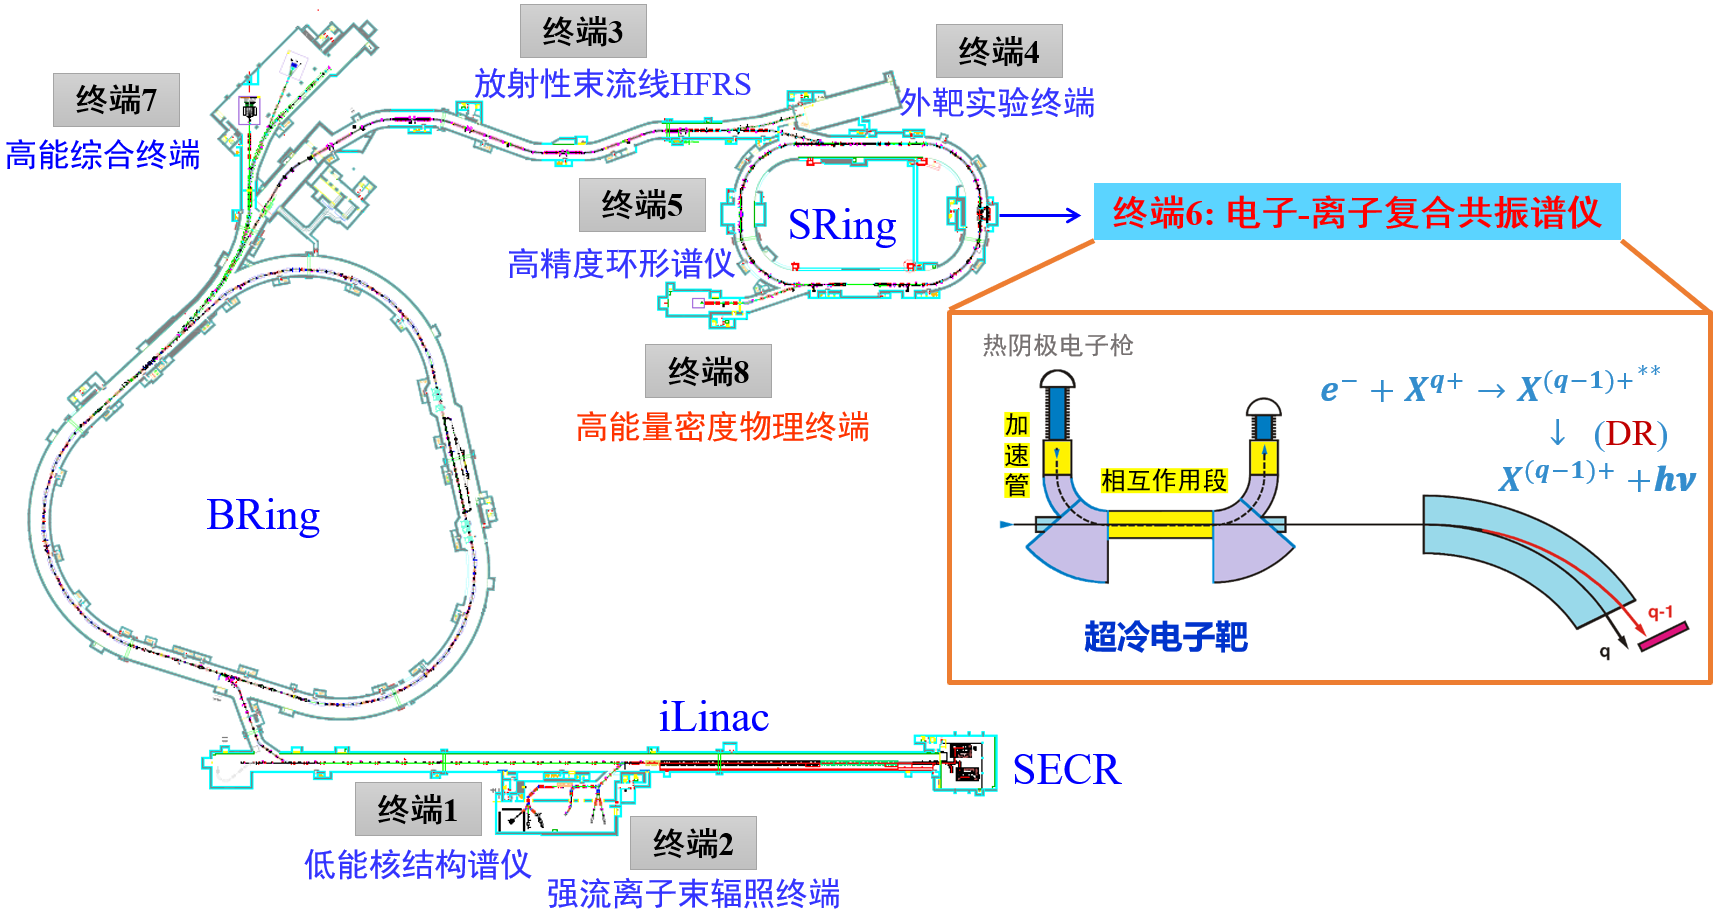 终端3
放射性束流线HFRS
终端4
外靶实验终端
终端7
高能综合终端
终端5
高精度环形谱仪
SRing
终端6: 电子-离子复合共振谱仪
终端8
高能量密度物理终端
BRing
热阴极电子枪
加速管
相互作用段
e⁻ + X^{q+} → X^{(q−1)+**}
↓ (DR)
X^{(q−1)+} + hν
超冷电子靶
q-1
q
iLinac
SECR
终端1
低能核结构谱仪
终端2
强流离子束辐照终端